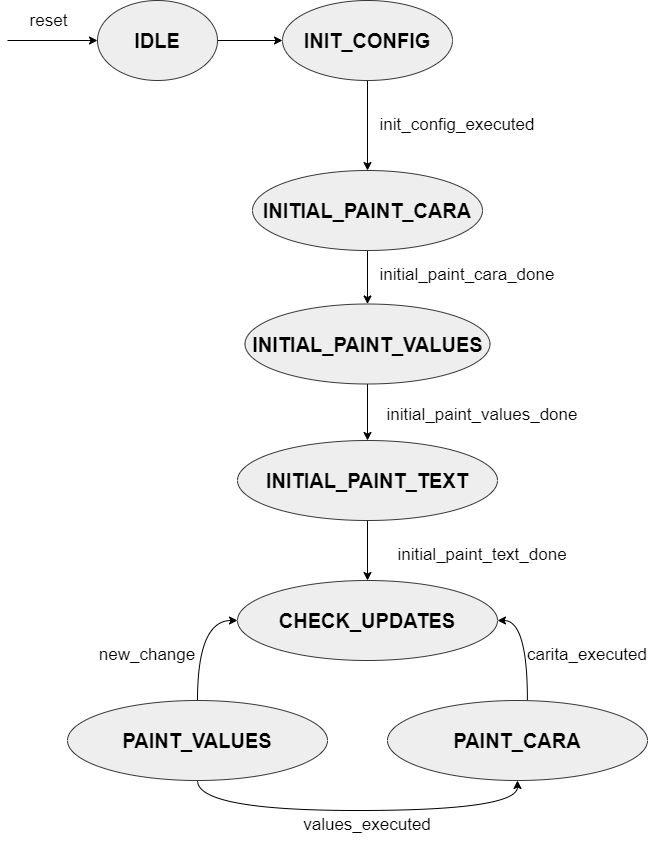 reset
IDLE
INIT_CONFIG
init_config_executed
INITIAL_PAINT_CARA
initial_paint_cara_done
INITIAL_PAINT_VALUES
initial_paint_values_done
INITIAL_PAINT_TEXT
initial_paint_text_done
CHECK_UPDATES
new_change
carita_executed
PAINT_VALUES
PAINT_CARA
values_executed